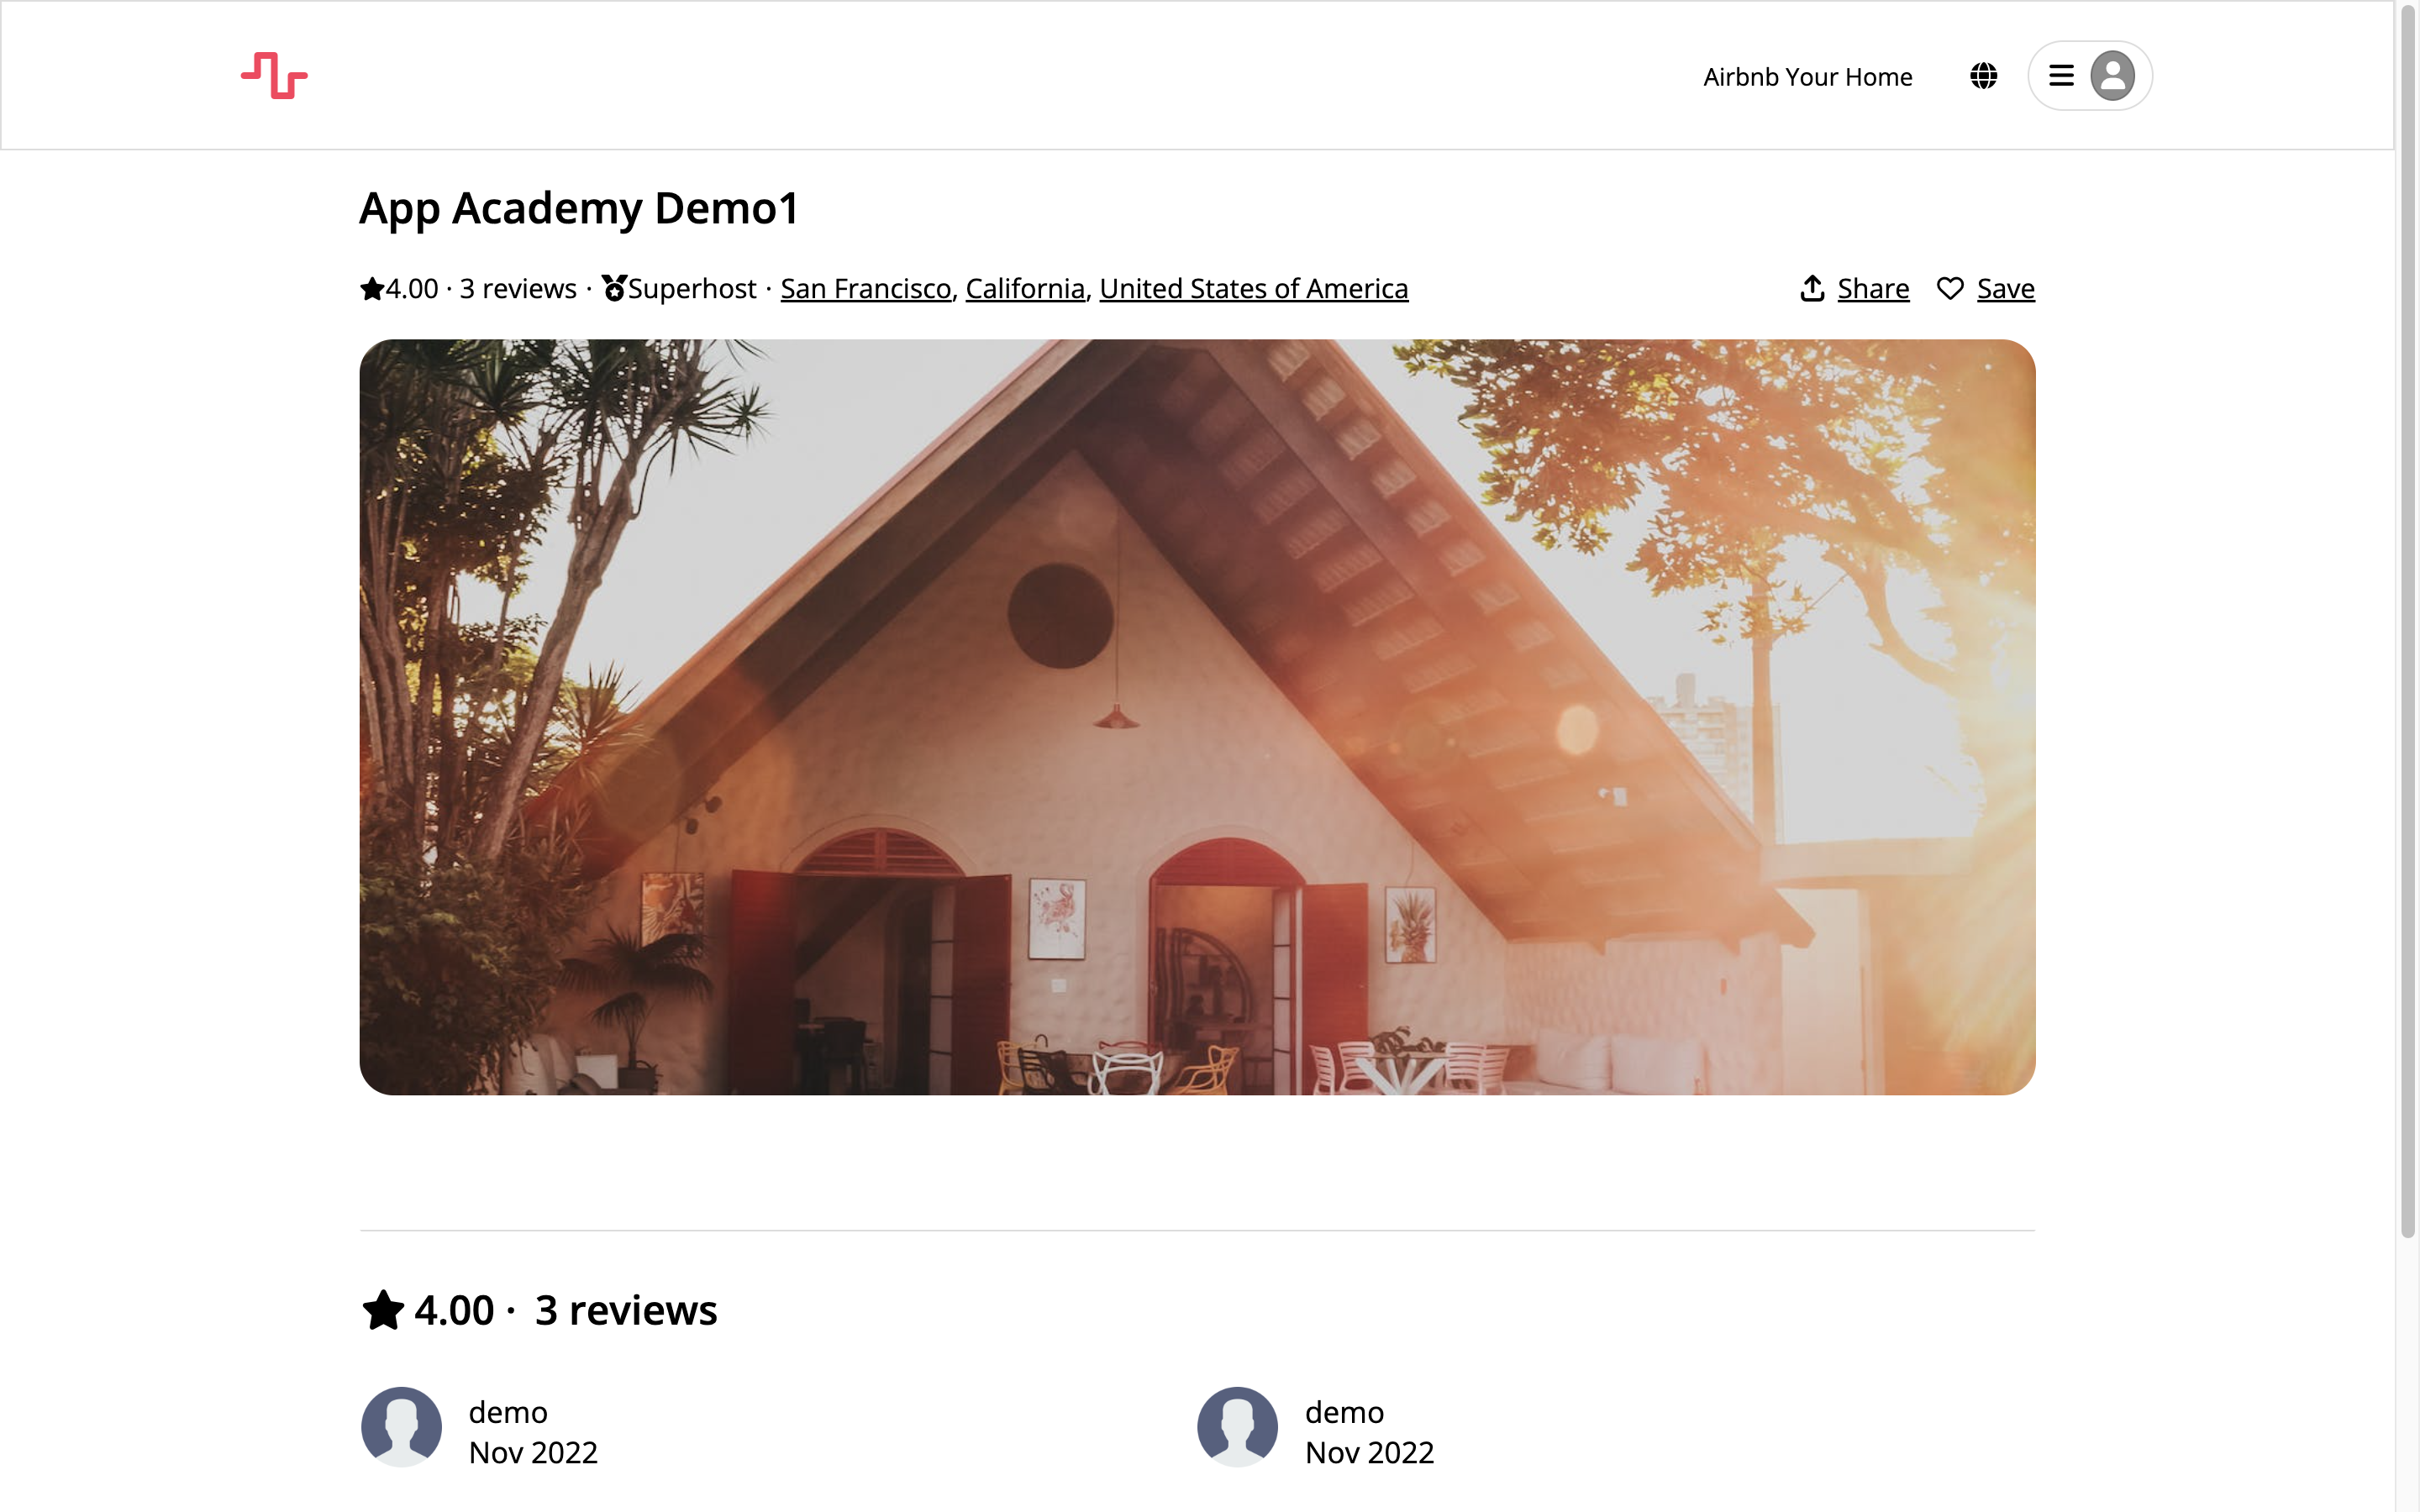 Airbnb Your Home
App Academy Demo1
4.00 · 3 reviews · Superhost · San Francisco, California, United States of America
Share
Save
4.00 · 3 reviews
demo
Nov 2022
demo
Nov 2022